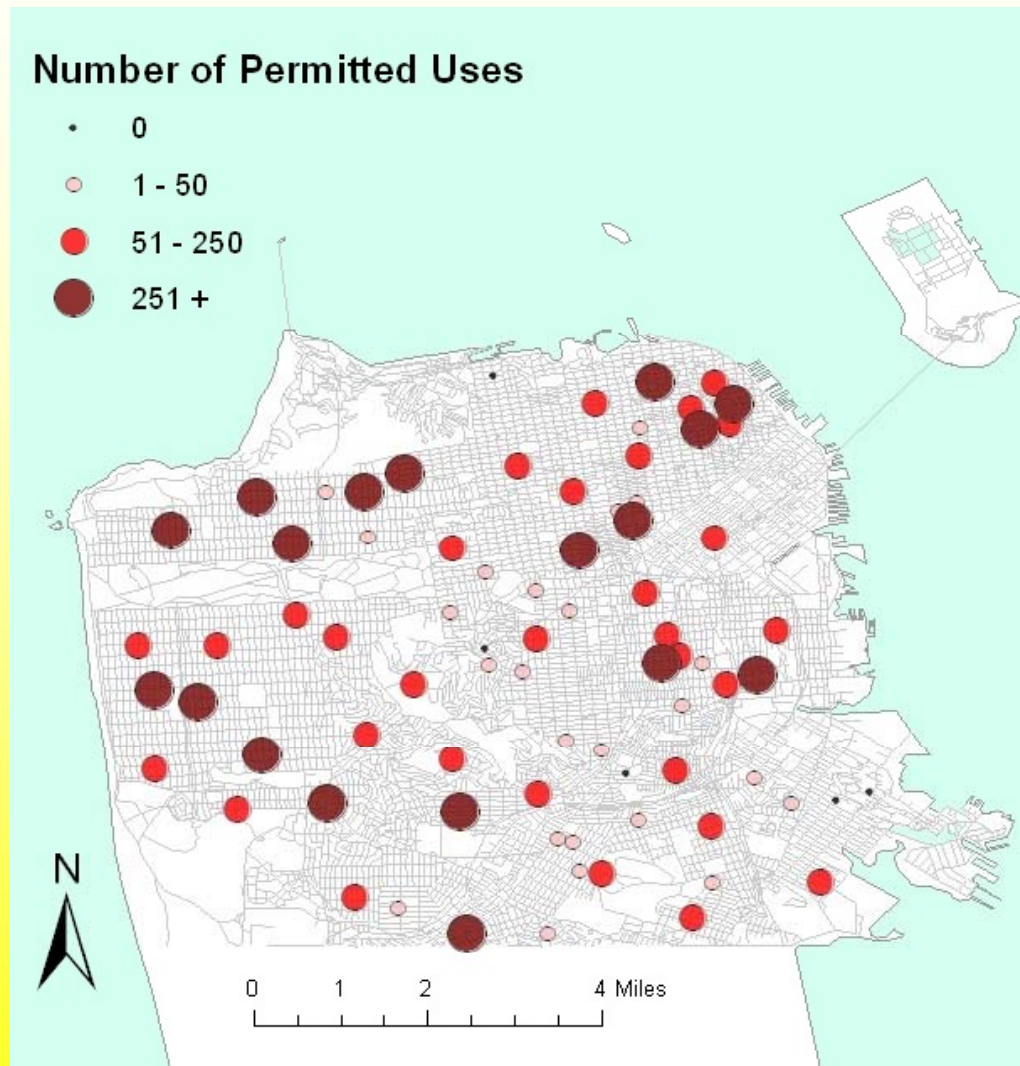 Number of Permitted Uses
0
1 - 50
51 - 250
251 +
N
0 1 2 4 Miles